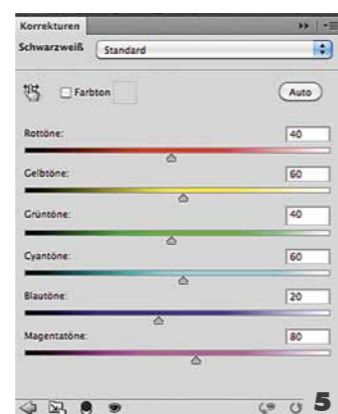 Korrekturen
Schwarzweiß Standard
Farbton Auto
Rottöne: 40
Gelbtöne: 60
Grüntöne: 40
Cyantöne: 60
Blautöne: 20
Magentatöne: 80
5